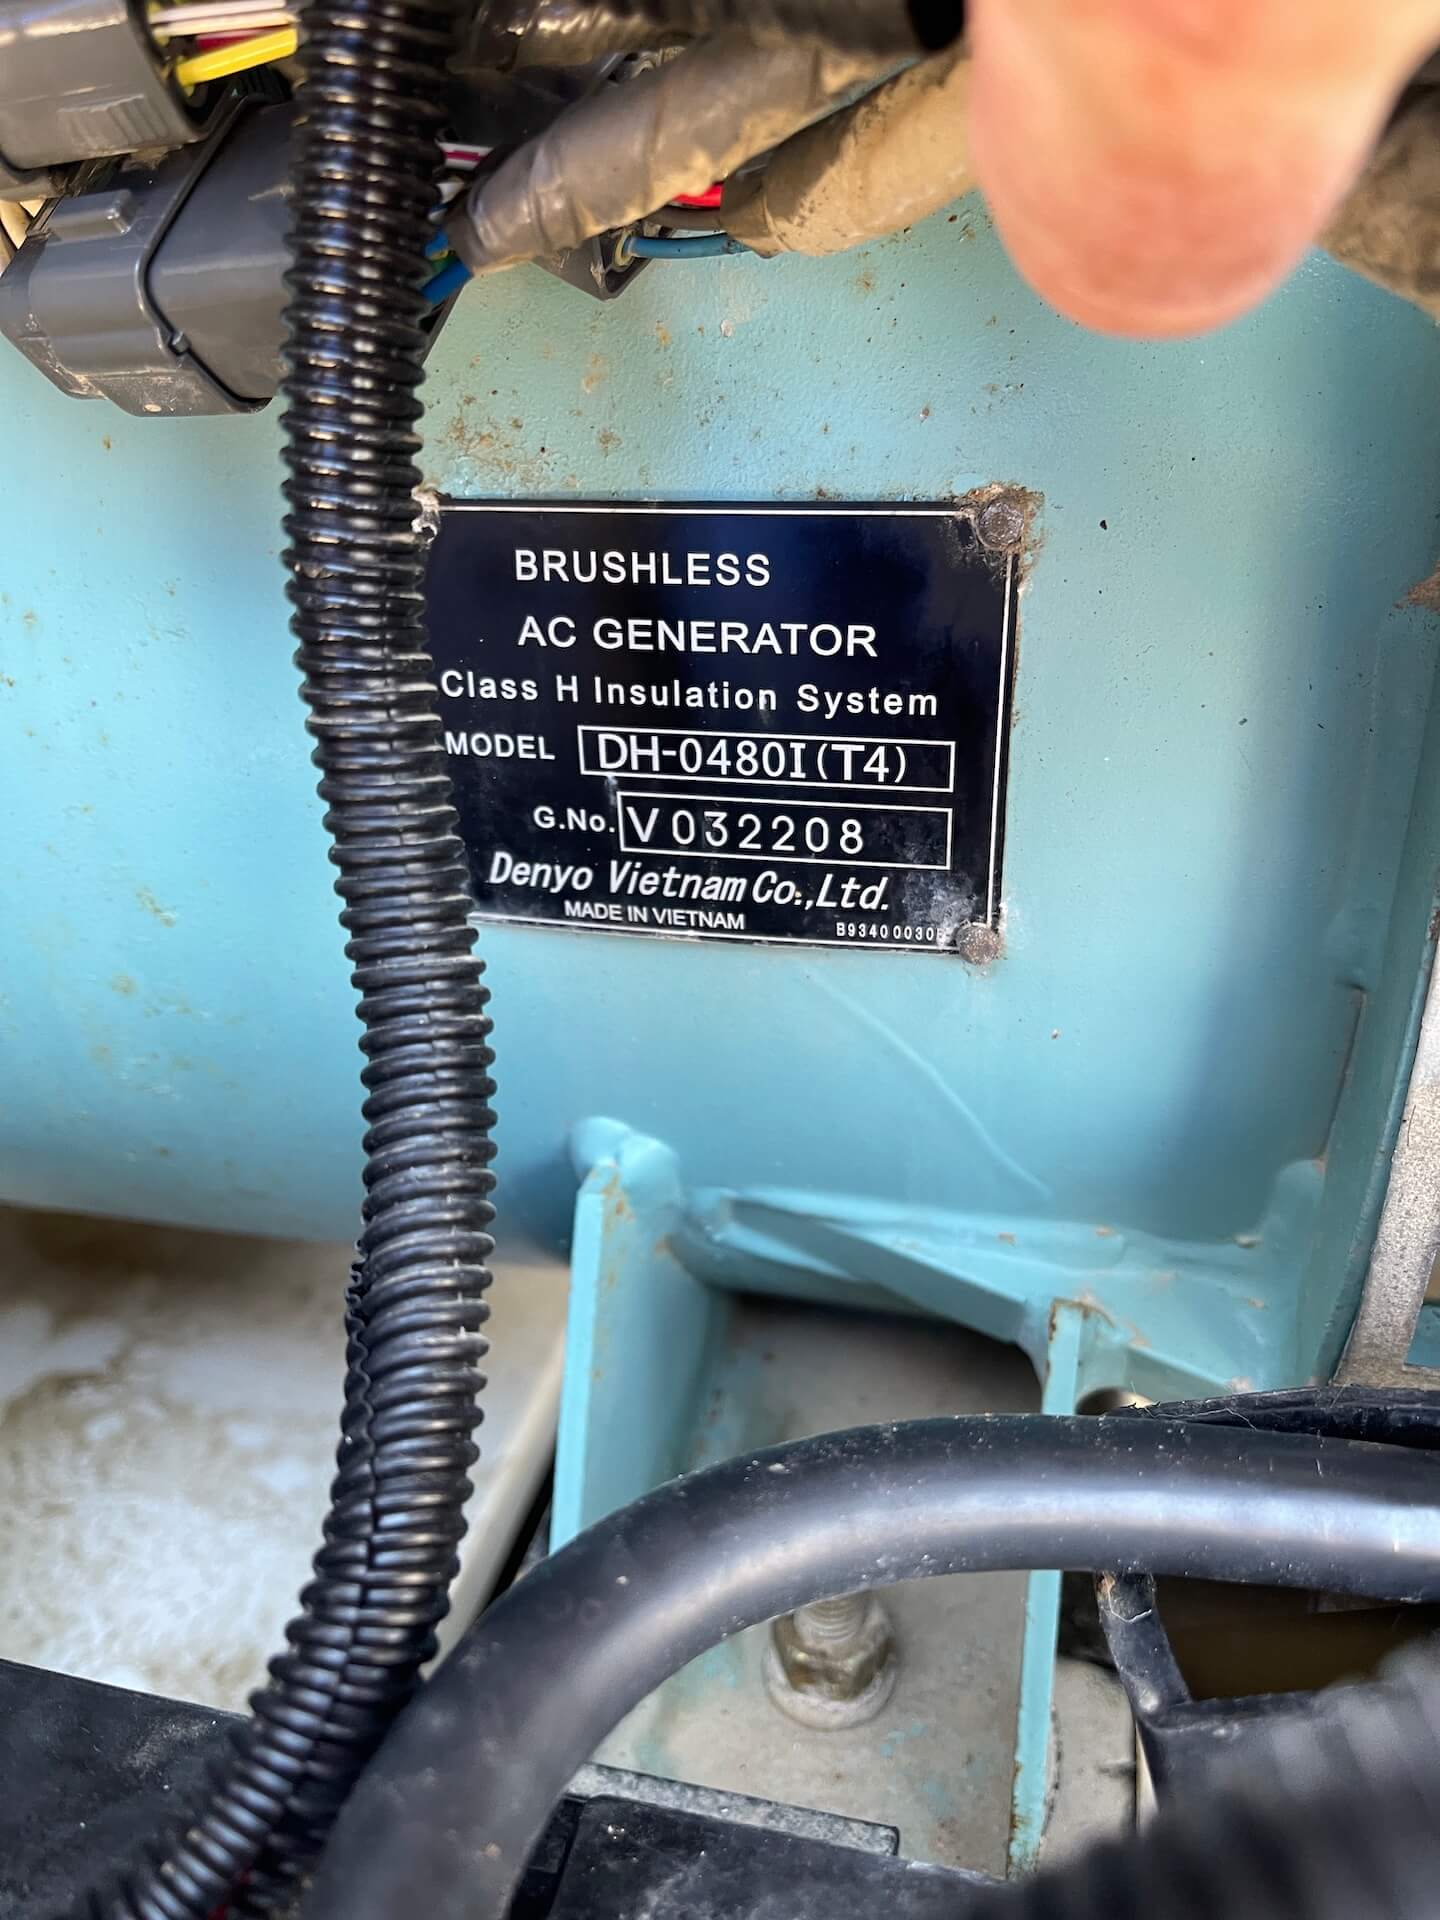 BRUSHLESS
AC GENERATOR
Class H Insulation System
MODEL DH-0480I(T4)
G.No. V032208
Denyo Vietnam Co.,Ltd.
MADE IN VIETNAM